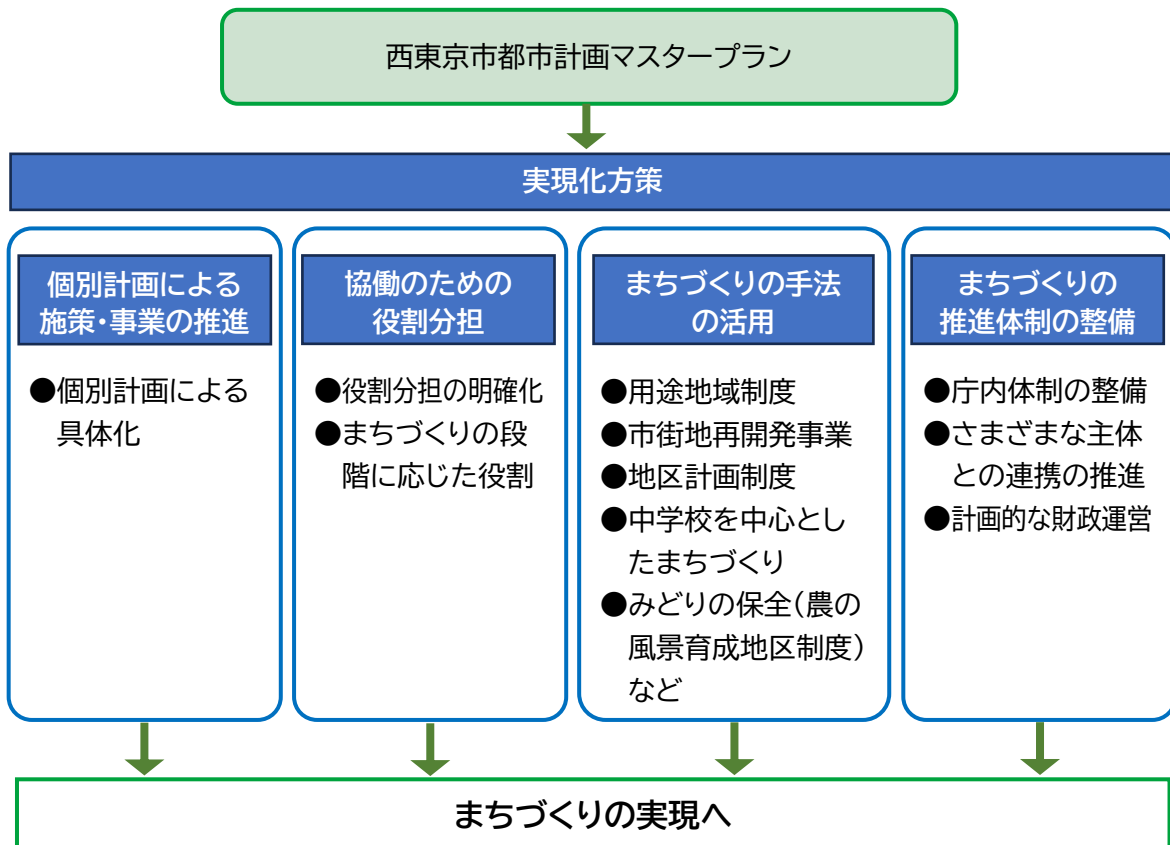 西東京市都市計画マスタープラン
実現化方策
個別計画による
施策・事業の推進
●個別計画による
具体化
協働のための
役割分担
●役割分担の明確化
●まちづくりの段
階に応じた役割
まちづくりの手法
の活用
●用途地域制度
●市街地再開発事業
●地区計画制度
●中学校を中心とし
たまちづくり
●みどりの保全(農の
風景育成地区制度)
など
まちづくりの
推進体制の整備
●庁内体制の整備
●さまざまな主体
との連携の推進
●計画的な財政運営
まちづくりの実現へ